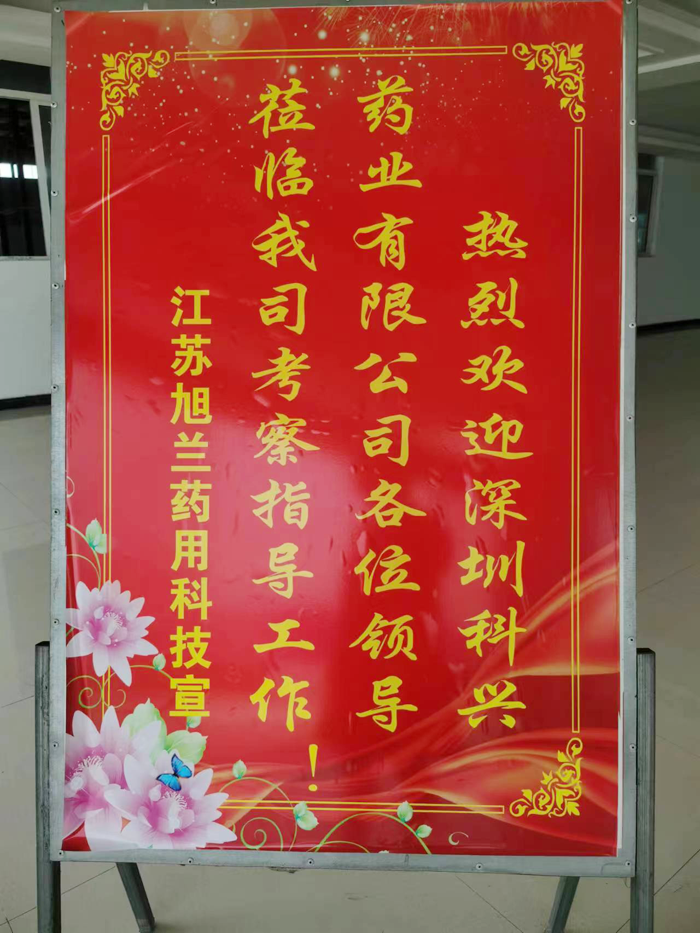 热烈欢迎深圳科兴
药业有限公司各位领导
莅临我司考察指导工作！
江苏旭兰药用科技宣